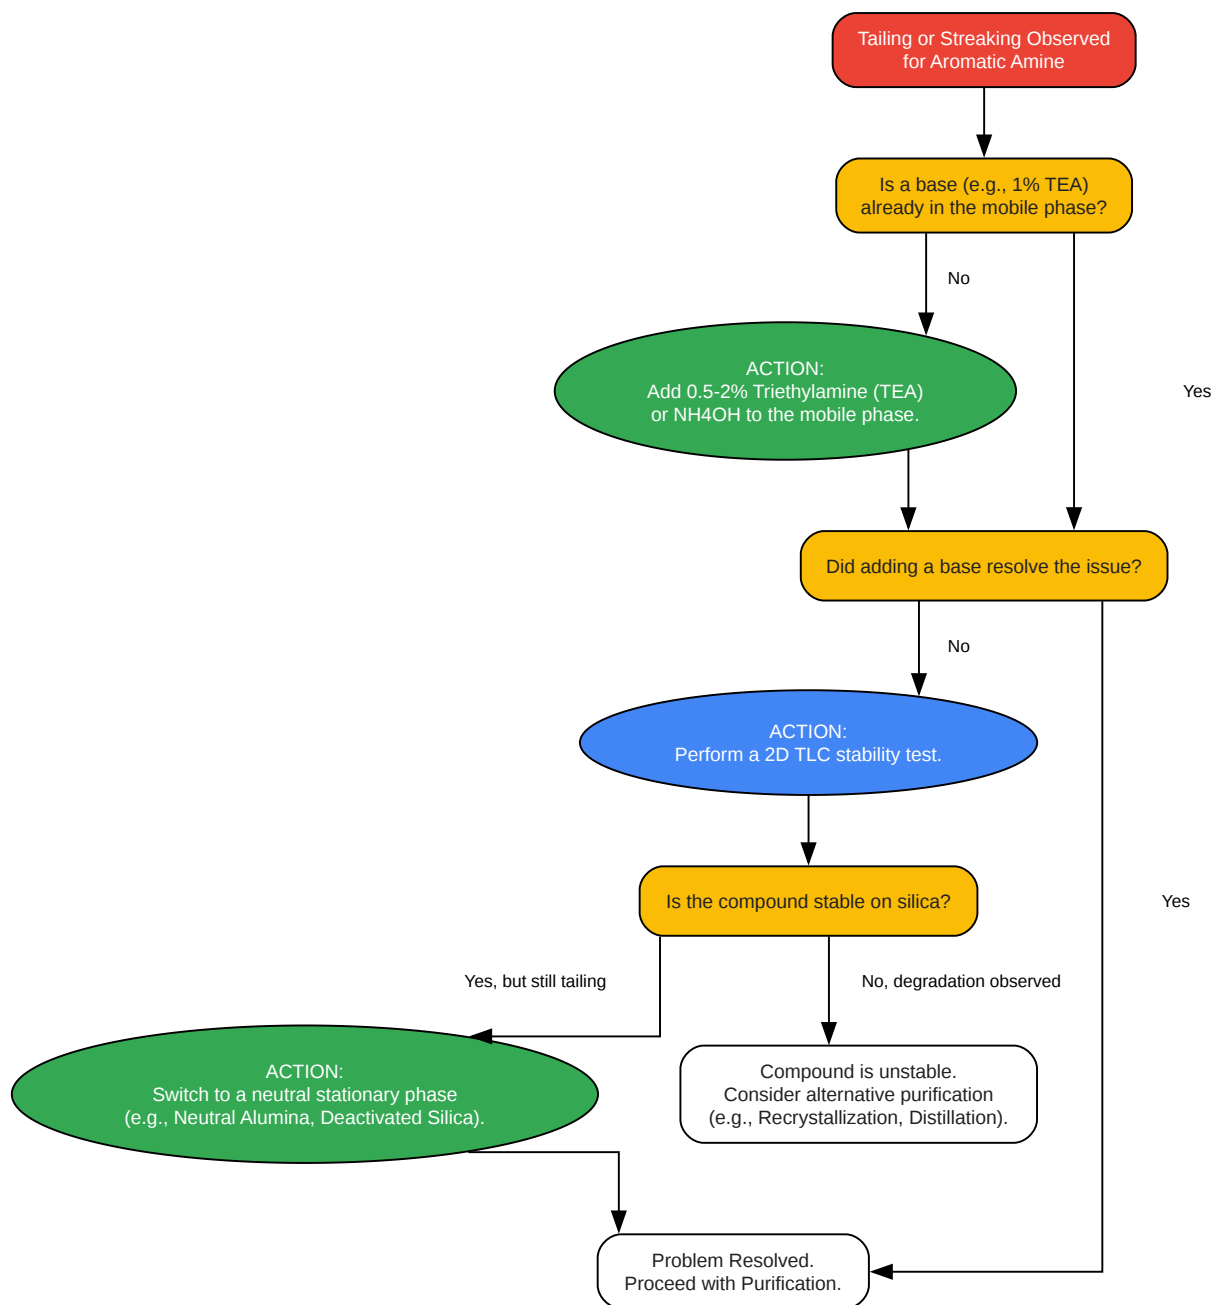 Tailing or Streaking Observed
for Aromatic Amine
Is a base (e.g., 1% TEA)
already in the mobile phase?
No
ACTION:
Add 0.5-2% Triethylamine (TEA)
or NH4OH to the mobile phase.
Yes
Did adding a base resolve the issue?
No
ACTION:
Perform a 2D TLC stability test.
Is the compound stable on silica?
Yes
Yes, but still tailing
No, degradation observed
ACTION:
Switch to a neutral stationary phase
(e.g., Neutral Alumina, Deactivated Silica).
Compound is unstable.
Consider alternative purification
(e.g., Recrystallization, Distillation).
Problem Resolved.
Proceed with Purification.